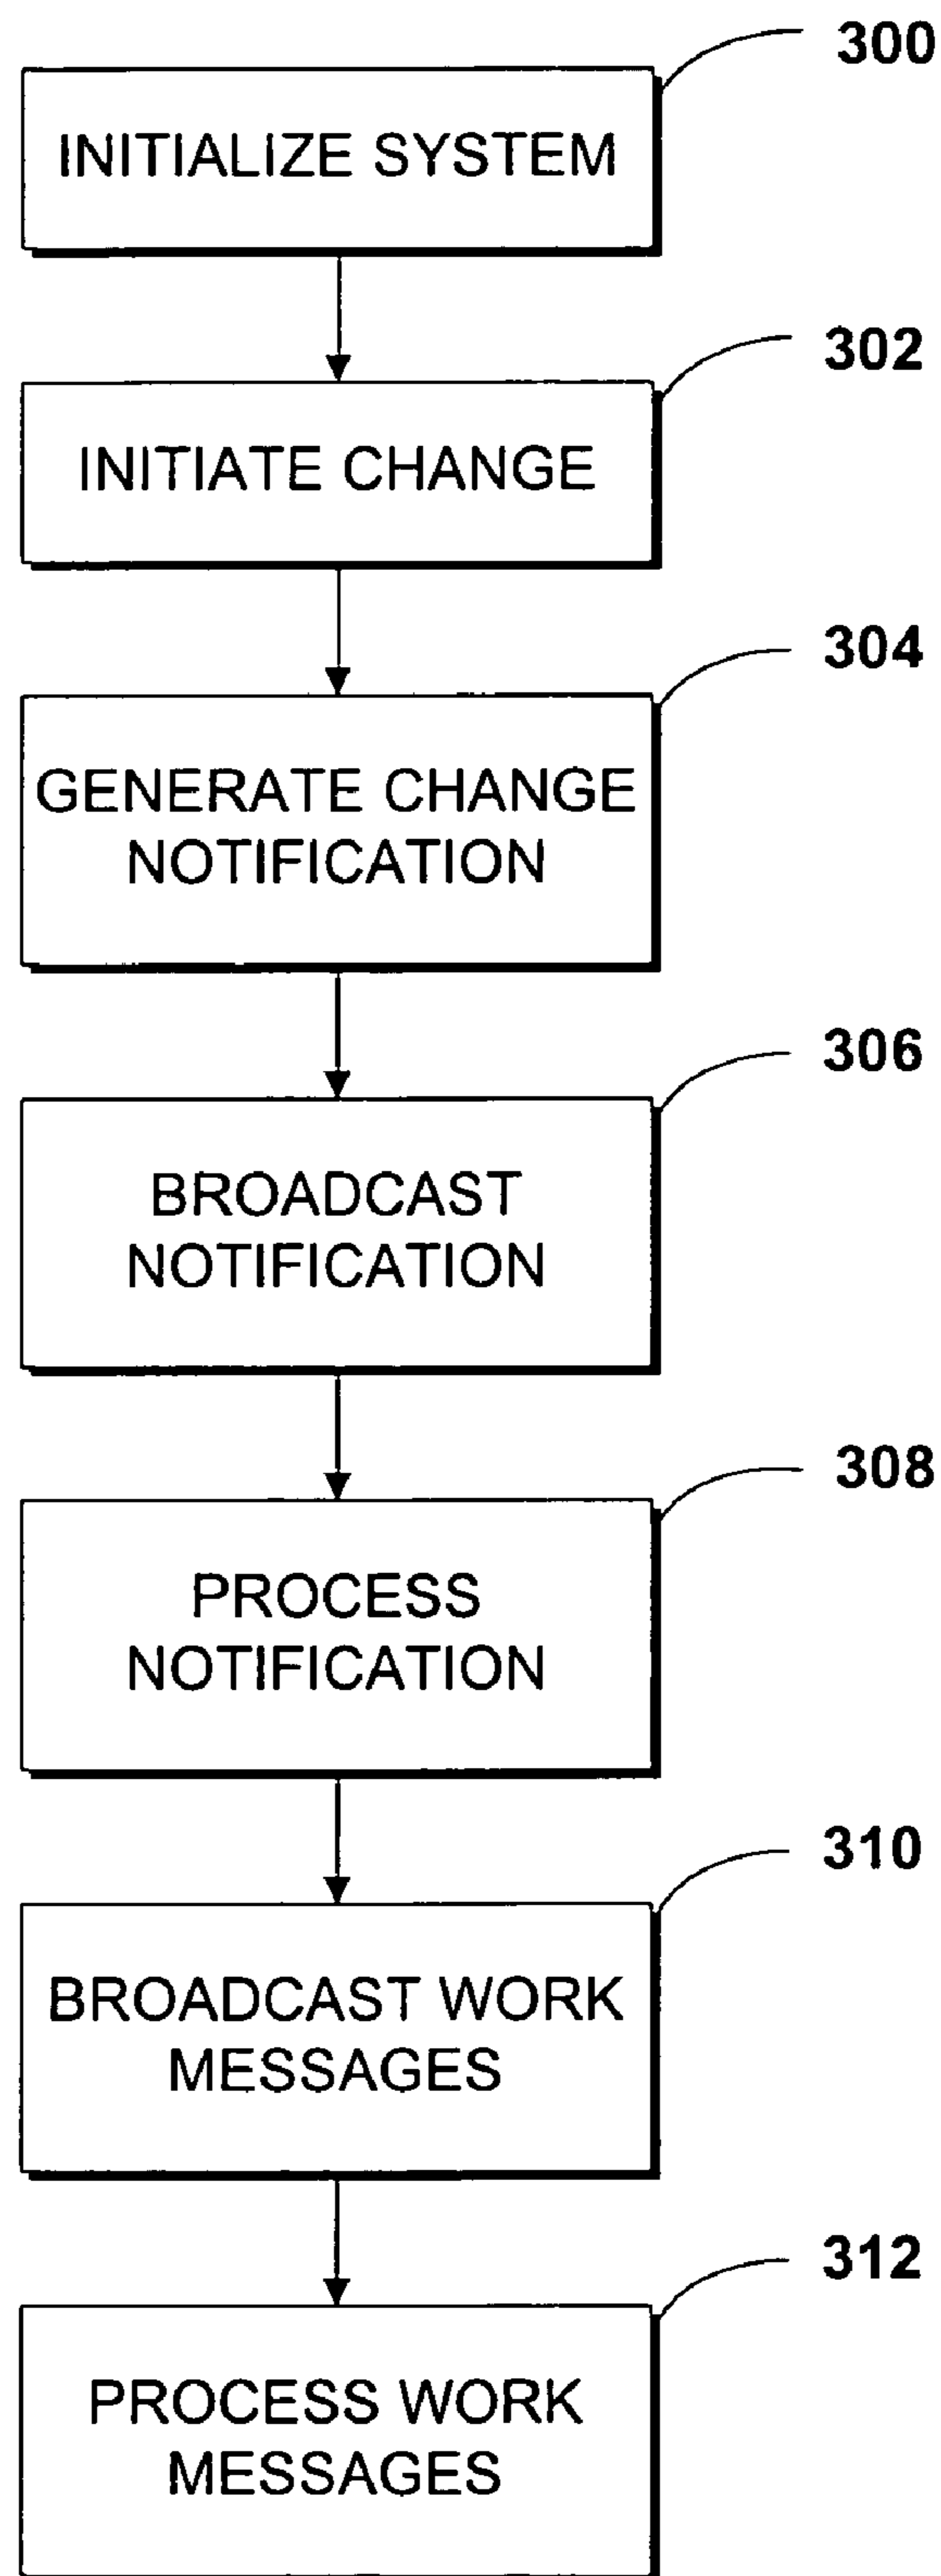 300
INITIALIZE SYSTEM
302
INITIATE CHANGE
304
GENERATE CHANGE
NOTIFICATION
306
BROADCAST
NOTIFICATION
308
PROCESS
NOTIFICATION
310
BROADCAST WORK
MESSAGES
312
PROCESS WORK
MESSAGES